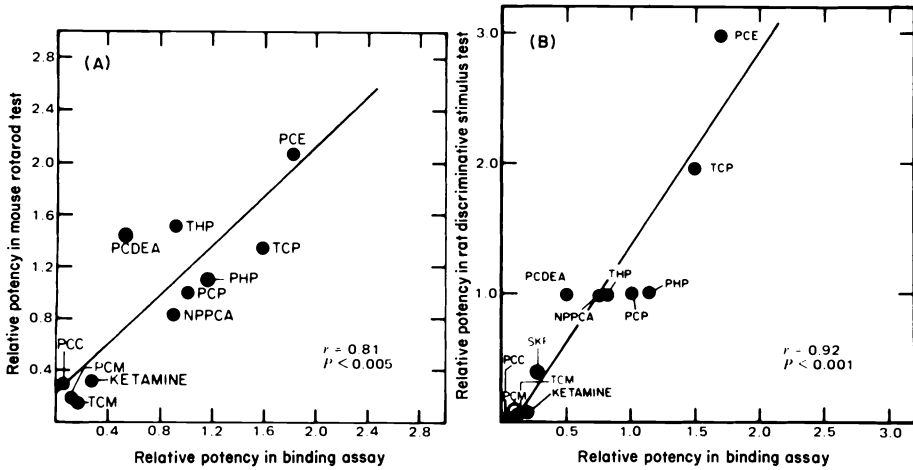 (A)
Relative potency in mouse rotarod test
3.0
2.6
2.2
1.8
1.4
1.0
0.8
0.4
PCE
THP
PCDEA
TCP
PHP
PCP
NPPCA
PCC
PCM
KETAMINE
TCM
r = 0.81
P < 0.005
0.4 0.8 1.2 1.6 2.0 2.4 3.0
Relative potency in binding assay
(B)
Relative potency in rat discriminative stimulus test
3.0
2.0
1.0
PCE
TCP
PCDEA
THP
PHP
NPPCA
PCP
SKF
PCC
PCM
TCM
KETAMINE
r = 0.92
P < 0.001
0.5 1.0 1.5 2.0 2.5 3.0
Relative potency in binding assay